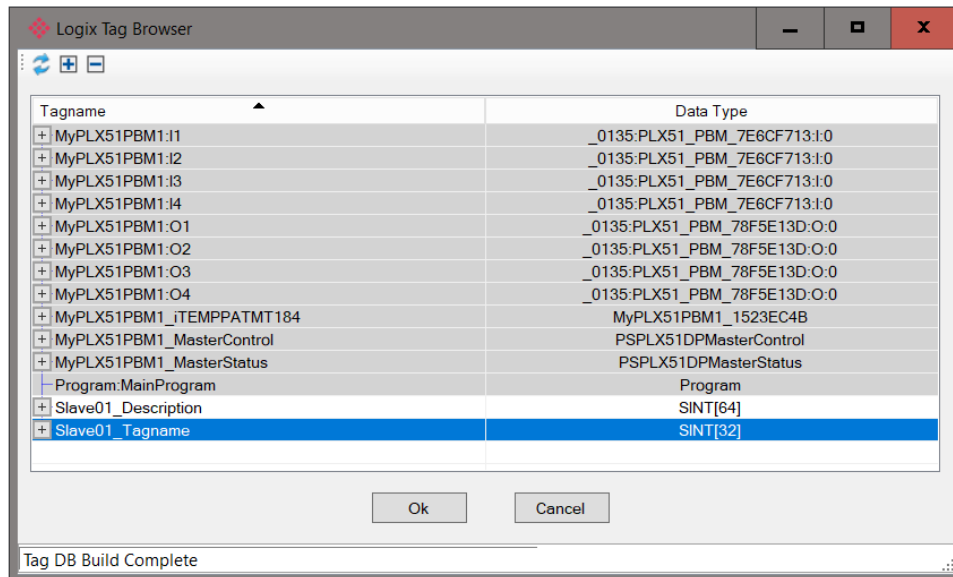 Logix Tag Browser
Tagname Data Type
MyPLX51PBM1:I1 _0135:PLX51_PBM_7E6CF713:I:0
MyPLX51PBM1:I2 _0135:PLX51_PBM_7E6CF713:I:0
MyPLX51PBM1:I3 _0135:PLX51_PBM_7E6CF713:I:0
MyPLX51PBM1:I4 _0135:PLX51_PBM_7E6CF713:I:0
MyPLX51PBM1:O1 _0135:PLX51_PBM_78F5E13D:O:0
MyPLX51PBM1:O2 _0135:PLX51_PBM_78F5E13D:O:0
MyPLX51PBM1:O3 _0135:PLX51_PBM_78F5E13D:O:0
MyPLX51PBM1:O4 _0135:PLX51_PBM_78F5E13D:O:0
MyPLX51PBM1_iTEMPPATMT184 MyPLX51PBM1_1523EC4B
MyPLX51PBM1_MasterControl PSPLX51DPMasterControl
MyPLX51PBM1_MasterStatus PSPLX51DPMasterStatus
Program:MainProgram Program
Slave01_Description SINT[64]
Slave01_Tagname SINT[32]
Ok Cancel
Tag DB Build Complete